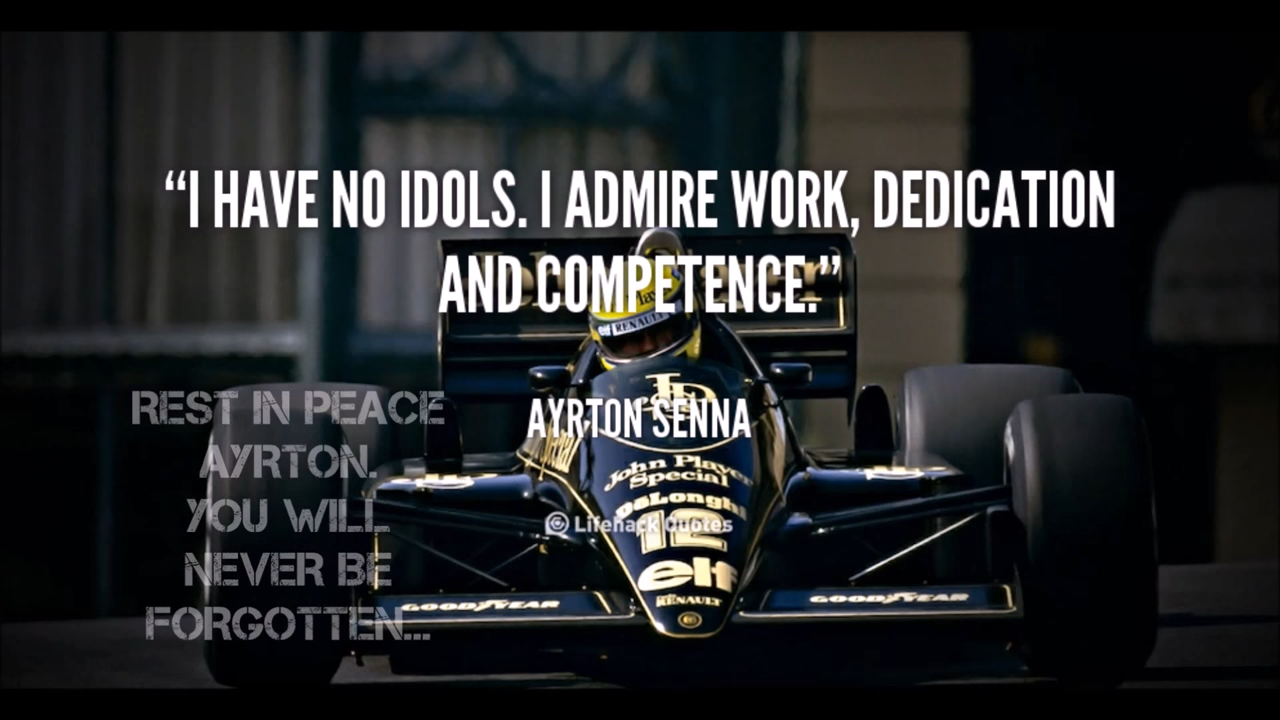 “I HAVE NO IDOLS. I ADMIRE WORK, DEDICATION
AND COMPETENCE.”
AYRTON SENNA
REST IN PEACE
AYRTON.
YOU WILL
NEVER BE
FORGOTTEN...
elf RENAULT
John Player
Special
DeLonghi
Lifehack Quotes
12
elf
RENAULT
GOODYEAR
GOODYEAR